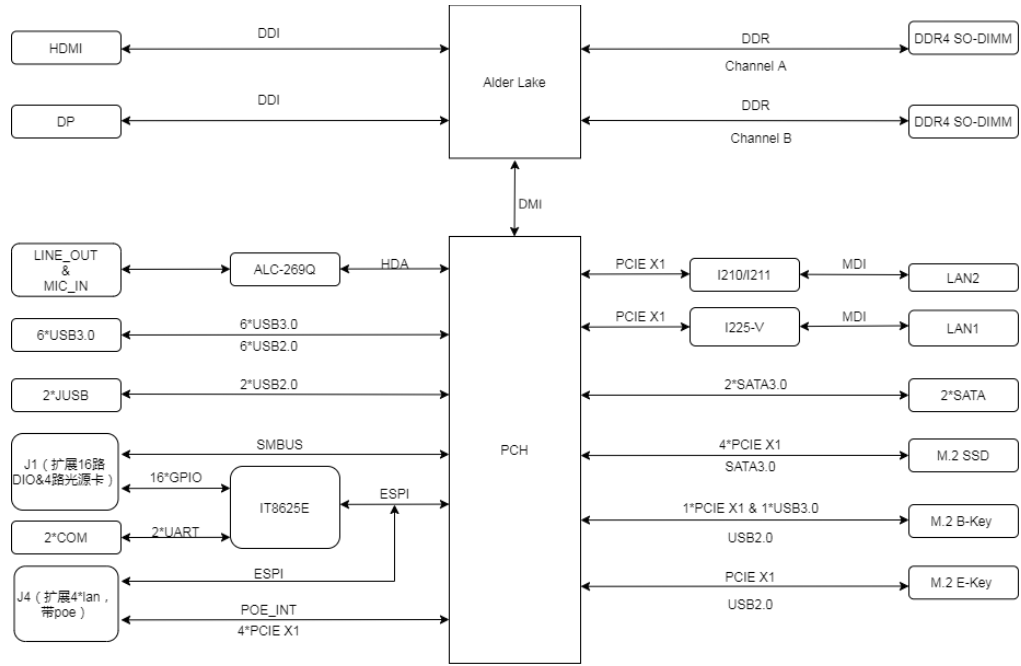 HDMI
DDI
Alder Lake
DDR
Channel A
DDR4 SO-DIMM
DP
DDI
DDR
Channel B
DDR4 SO-DIMM
DMI
LINE_OUT
&
MIC_IN
ALC-269Q
HDA
PCIE X1
I210/I211
MDI
LAN2
6*USB3.0
6*USB3.0
6*USB2.0
PCIE X1
I225-V
MDI
LAN1
2*JUSB
2*USB2.0
2*SATA3.0
2*SATA
PCH
J1（扩展16路
DIO&4路光源卡）
SMBUS
16*GPIO
IT8625E
ESPI
4*PCIE X1
SATA3.0
M.2 SSD
2*COM
2*UART
1*PCIE X1 & 1*USB3.0
USB2.0
M.2 B-Key
J4（扩展4*lan，
带poe）
ESPI
POE_INT
4*PCIE X1
PCIE X1
USB2.0
M.2 E-Key